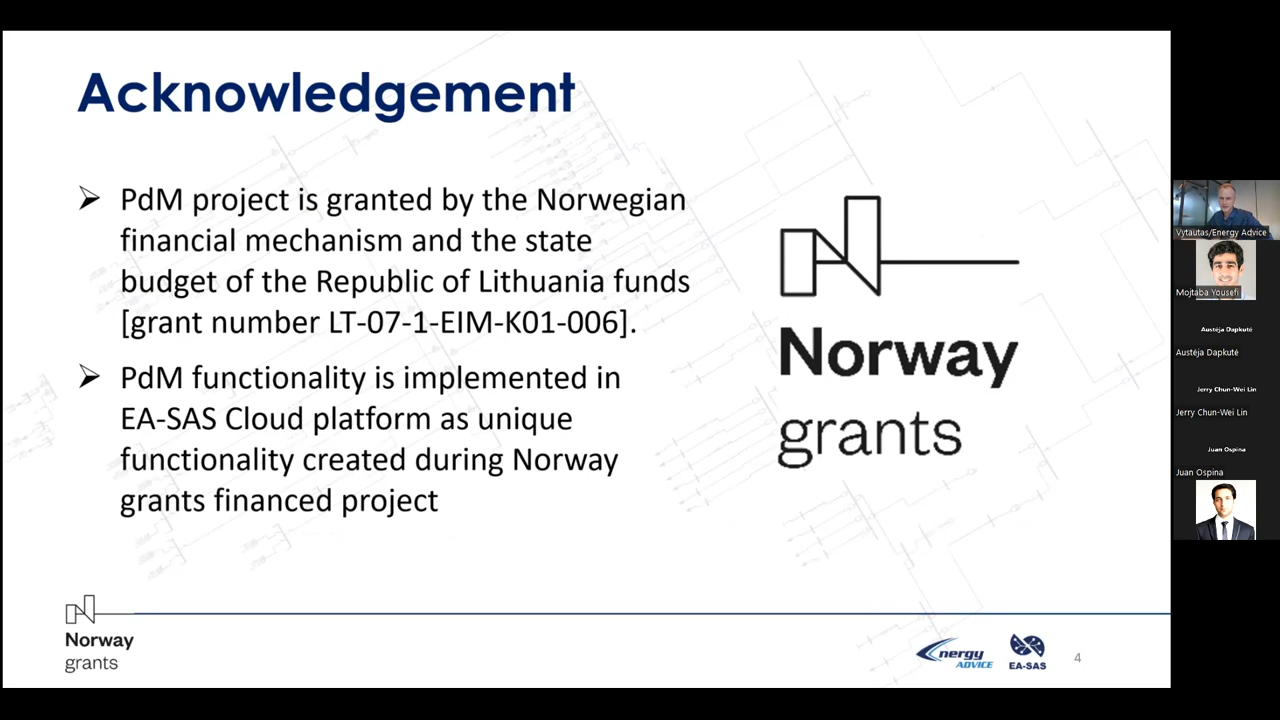 Acknowledgement
➢ PdM project is granted by the Norwegian
financial mechanism and the state
budget of the Republic of Lithuania funds
[grant number LT-07-1-EIM-K01-006].
➢ PdM functionality is implemented in
EA-SAS Cloud platform as unique
functionality created during Norway
grants financed project
Norway
grants
Norway
grants
nergy
ADVICE
EA-SAS
4
Vytautas/Energy Advice
Mojtaba Yousefi
Austėja Dapkutė
Austėja Dapkutė
Jerry Chun-Wei Lin
Jerry Chun-Wei Lin
Juan Ospina
Juan Ospina